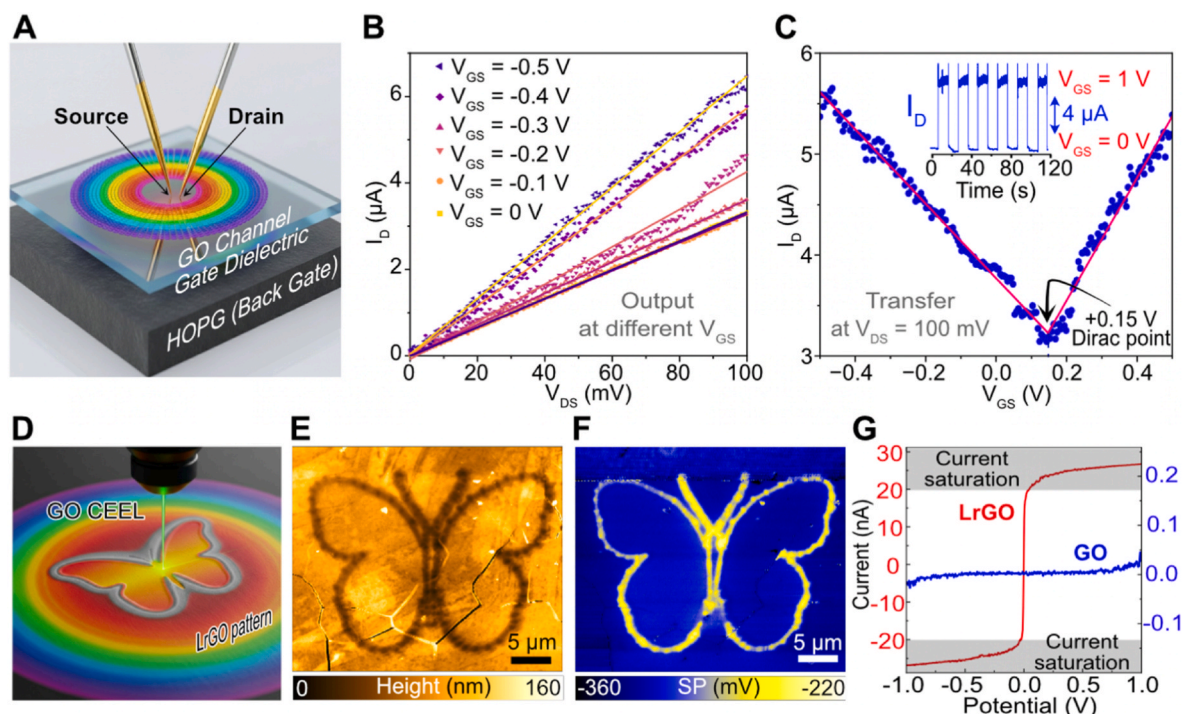 A
Source
Drain
GO Channel
Gate Dielectric
HOPG (Back Gate)
B
V_GS = -0.5 V
V_GS = -0.4 V
V_GS = -0.3 V
V_GS = -0.2 V
V_GS = -0.1 V
V_GS = 0 V
Output
at different V_GS
I_D (μA)
6
4
2
0
0 20 40 60 80 100
V_DS (mV)
C
I_D
V_GS = 1 V
4 μA
V_GS = 0 V
0 40 80 120
Time (s)
Transfer
at V_DS = 100 mV
+0.15 V
Dirac point
I_D (μA)
6
5
4
3
−0.4 −0.2 0.0 0.2 0.4
V_GS (V)
D
GO CEEL
LrGO pattern
E
5 μm
0 Height (nm) 160
F
5 μm
-360 SP (mV) -220
G
Current
saturation
LrGO
GO
Current
saturation
Current (nA)
30
20
10
0
-10
-20
0.2
0.1
0.0
-0.1
-1.0 -0.5 0.0 0.5 1.0
Potential (V)